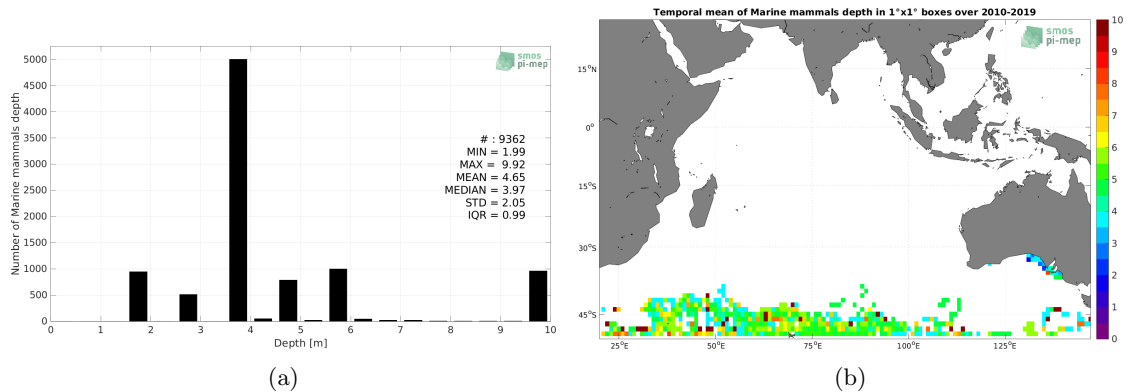 5000
4500
4000
3500
3000
2500
2000
1500
1000
500
Number of Marine mammals depth
smos
pi-mep
# : 9362
MIN = 1.99
MAX = 9.92
MEAN = 4.65
MEDIAN = 3.97
STD = 2.05
IQR = 0.99
0 1 2 3 4 5 6 7 8 9 10
Depth [m]
(a)
Temporal mean of Marine mammals depth in 1°x1° boxes over 2010-2019
smos
pi-mep
15°N
0°
15°S
30°S
45°S
25°E 50°E 75°E 100°E 125°E
10
9
8
7
6
5
4
3
2
1
0
(b)